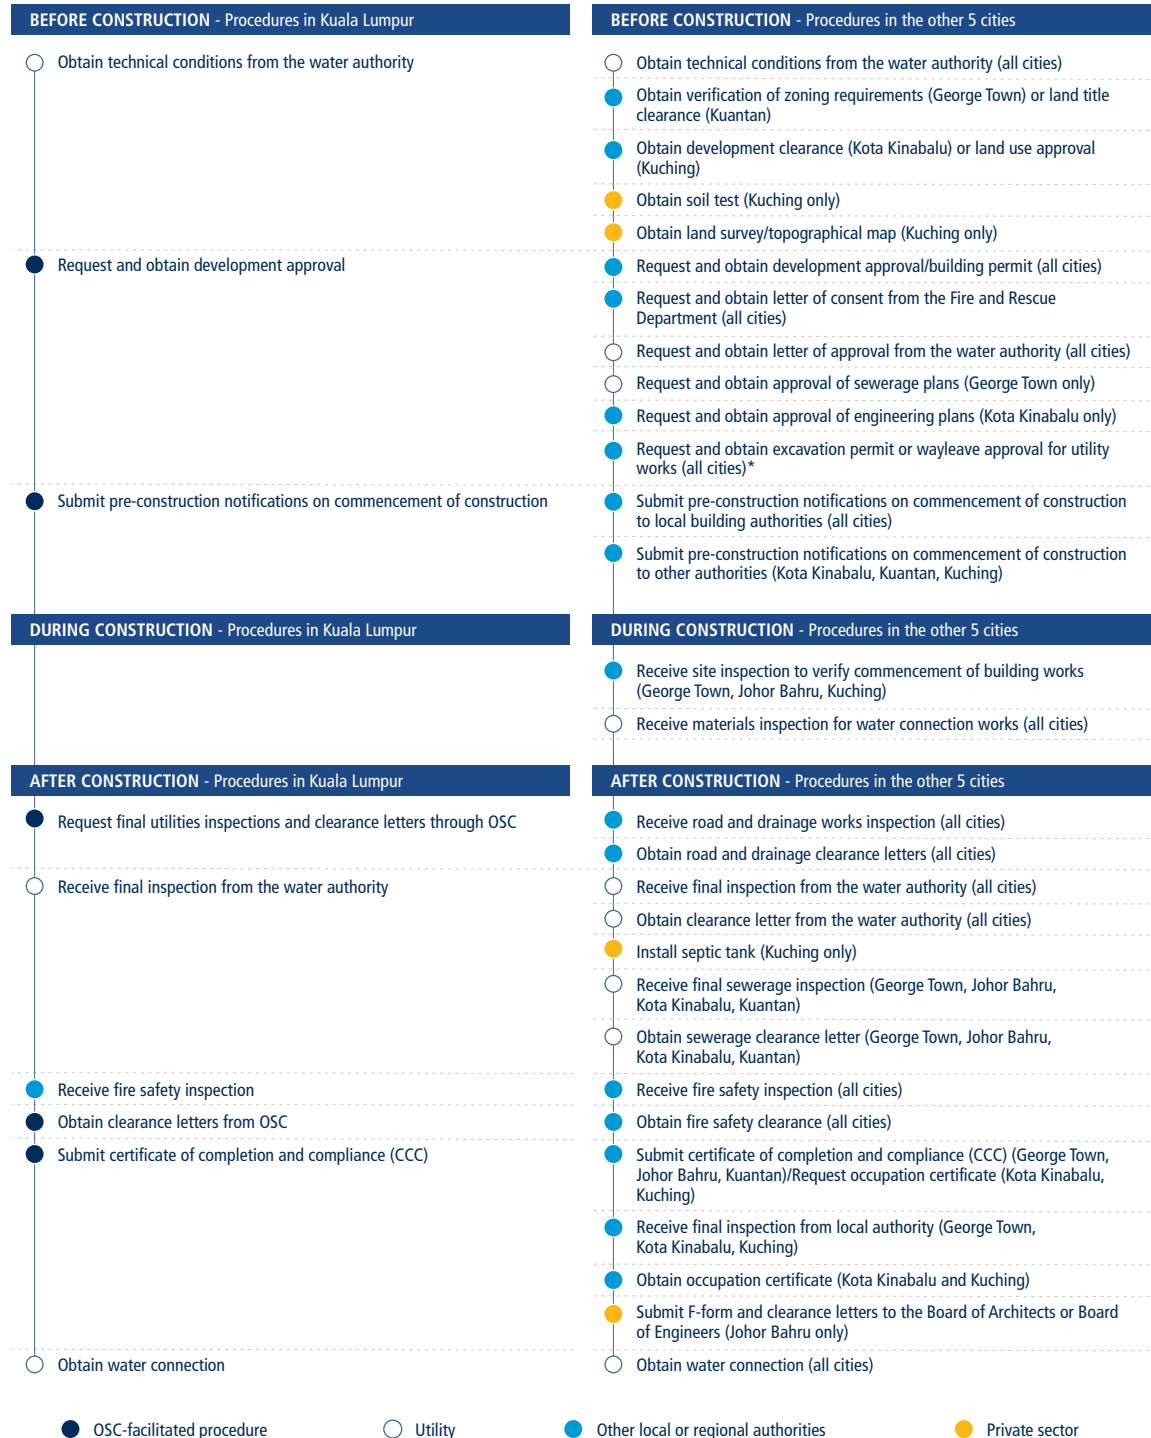 BEFORE CONSTRUCTION - Procedures in Kuala Lumpur
Obtain technical conditions from the water authority
Request and obtain development approval
Submit pre-construction notifications on commencement of construction
BEFORE CONSTRUCTION - Procedures in the other 5 cities
Obtain technical conditions from the water authority (all cities)
Obtain verification of zoning requirements (George Town) or land title
clearance (Kuantan)
Obtain development clearance (Kota Kinabalu) or land use approval
(Kuching)
Obtain soil test (Kuching only)
Obtain land survey/topographical map (Kuching only)
Request and obtain development approval/building permit (all cities)
Request and obtain letter of consent from the Fire and Rescue
Department (all cities)
Request and obtain letter of approval from the water authority (all cities)
Request and obtain approval of sewerage plans (George Town only)
Request and obtain approval of engineering plans (Kota Kinabalu only)
Request and obtain excavation permit or wayleave approval for utility
works (all cities)*
Submit pre-construction notifications on commencement of construction
to local building authorities (all cities)
Submit pre-construction notifications on commencement of construction
to other authorities (Kota Kinabalu, Kuantan, Kuching)
DURING CONSTRUCTION - Procedures in Kuala Lumpur
DURING CONSTRUCTION - Procedures in the other 5 cities
Receive site inspection to verify commencement of building works
(George Town, Johor Bahru, Kuching)
Receive materials inspection for water connection works (all cities)
AFTER CONSTRUCTION - Procedures in Kuala Lumpur
Request final utilities inspections and clearance letters through OSC
Receive final inspection from the water authority
Receive fire safety inspection
Obtain clearance letters from OSC
Submit certificate of completion and compliance (CCC)
Obtain water connection
AFTER CONSTRUCTION - Procedures in the other 5 cities
Receive road and drainage works inspection (all cities)
Obtain road and drainage clearance letters (all cities)
Receive final inspection from the water authority (all cities)
Obtain clearance letter from the water authority (all cities)
Install septic tank (Kuching only)
Receive final sewerage inspection (George Town, Johor Bahru,
Kota Kinabalu, Kuantan)
Obtain sewerage clearance letter (George Town, Johor Bahru,
Kota Kinabalu, Kuantan)
Receive fire safety inspection (all cities)
Obtain fire safety clearance (all cities)
Submit certificate of completion and compliance (CCC) (George Town,
Johor Bahru, Kuantan)/Request occupation certificate (Kota Kinabalu,
Kuching)
Receive final inspection from local authority (George Town,
Kota Kinabalu, Kuching)
Obtain occupation certificate (Kota Kinabalu and Kuching)
Submit F-form and clearance letters to the Board of Architects or Board
of Engineers (Johor Bahru only)
Obtain water connection (all cities)
OSC-facilitated procedure
Utility
Other local or regional authorities
Private sector